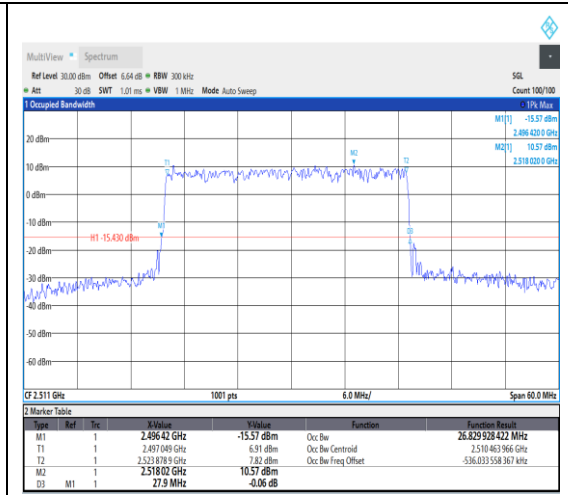 MultiView Spectrum
Ref Level 30.00 dBm Offset 6.64 dB RBW 300 kHz SGL
Att 30 dB SWT 1.01 ms VBW 1 MHz Mode Auto Sweep Count 100/100
1 Occupied Bandwidth 1Pk Max
M1[1] -15.57 dBm
2.496 420 0 GHz
M2[1] 10.57 dBm
2.518 020 0 GHz
20 dBm
M2
T1
T2
10 dBm
0 dBm
-10 dBm
M1
D3
H1 -15.430 dBm
-20 dBm
-30 dBm
-40 dBm
-50 dBm
-60 dBm
CF 2.511 GHz 1001 pts 6.0 MHz/ Span 60.0 MHz
2 Marker Table
Type Ref Trc X-Value Y-Value Function Function Result
M1 1 2.496 42 GHz -15.57 dBm Occ Bw 26.829 928 422 MHz
T1 1 2.497 049 GHz 6.91 dBm Occ Bw Centroid 2.510 463 966 GHz
T2 1 2.523 878 9 GHz 7.82 dBm Occ Bw Freq Offset -536.033 558 367 kHz
M2 1 2.518 02 GHz 10.57 dBm
D3 M1 1 27.9 MHz -0.06 dB